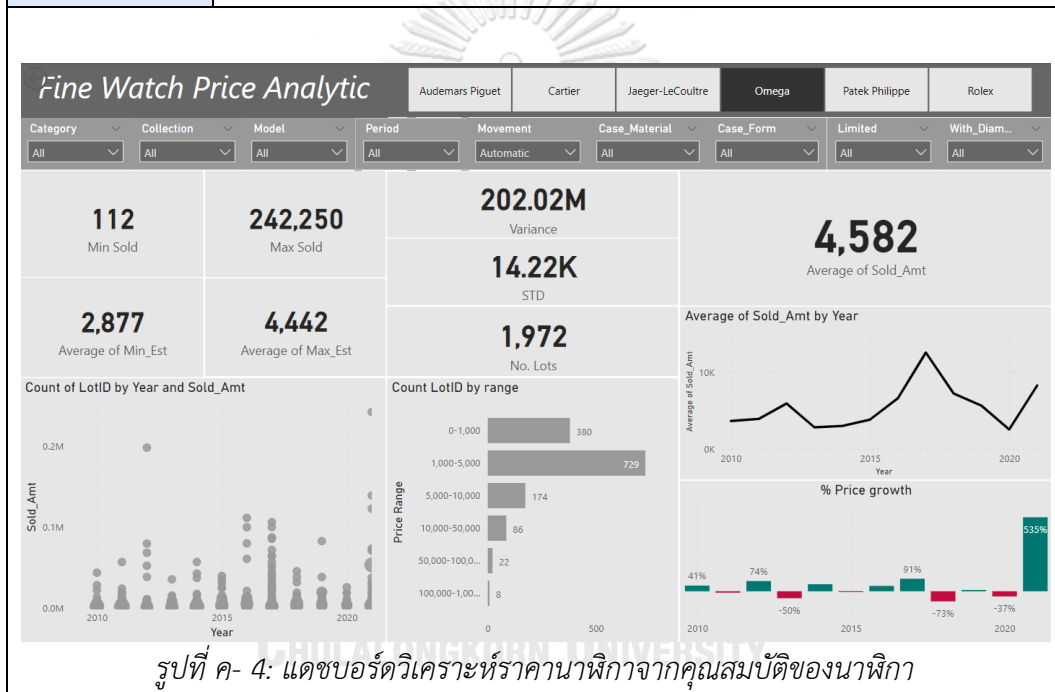 Fine Watch Price Analytic
Audemars Piguet
Cartier
Jaeger-LeCoultre
Omega
Patek Philippe
Rolex
Category
Collection
Model
Period
Movement
Case_Material
Case_Form
Limited
With_Diam...
All
All
All
All
Automatic
All
All
All
All
112
Min Sold
242,250
Max Sold
202.02M
Variance
14.22K
STD
4,582
Average of Sold_Amt
2,877
Average of Min_Est
4,442
Average of Max_Est
1,972
No. Lots
Count of LotID by Year and Sold_Amt
Sold_Amt
0.2M
0.1M
0.0M
2010
2015
2020
Year
Count LotID by range
Price Range
0-1,000
380
1,000-5,000
729
5,000-10,000
174
10,000-50,000
86
50,000-100,0...
22
100,000-1,00...
8
0
500
Average of Sold_Amt by Year
Average of Sold_Amt
10K
0K
2010
2015
2020
Year
% Price growth
41%
74%
-50%
91%
-73%
-37%
535%
2010
2015
2020
CHULALONGKORN UNIVERSITY
รูปที่ ค- 4: แดชบอร์ดวิเคราะห์ราคานาฬิกาจากคุณสมบัติของนาฬิกา